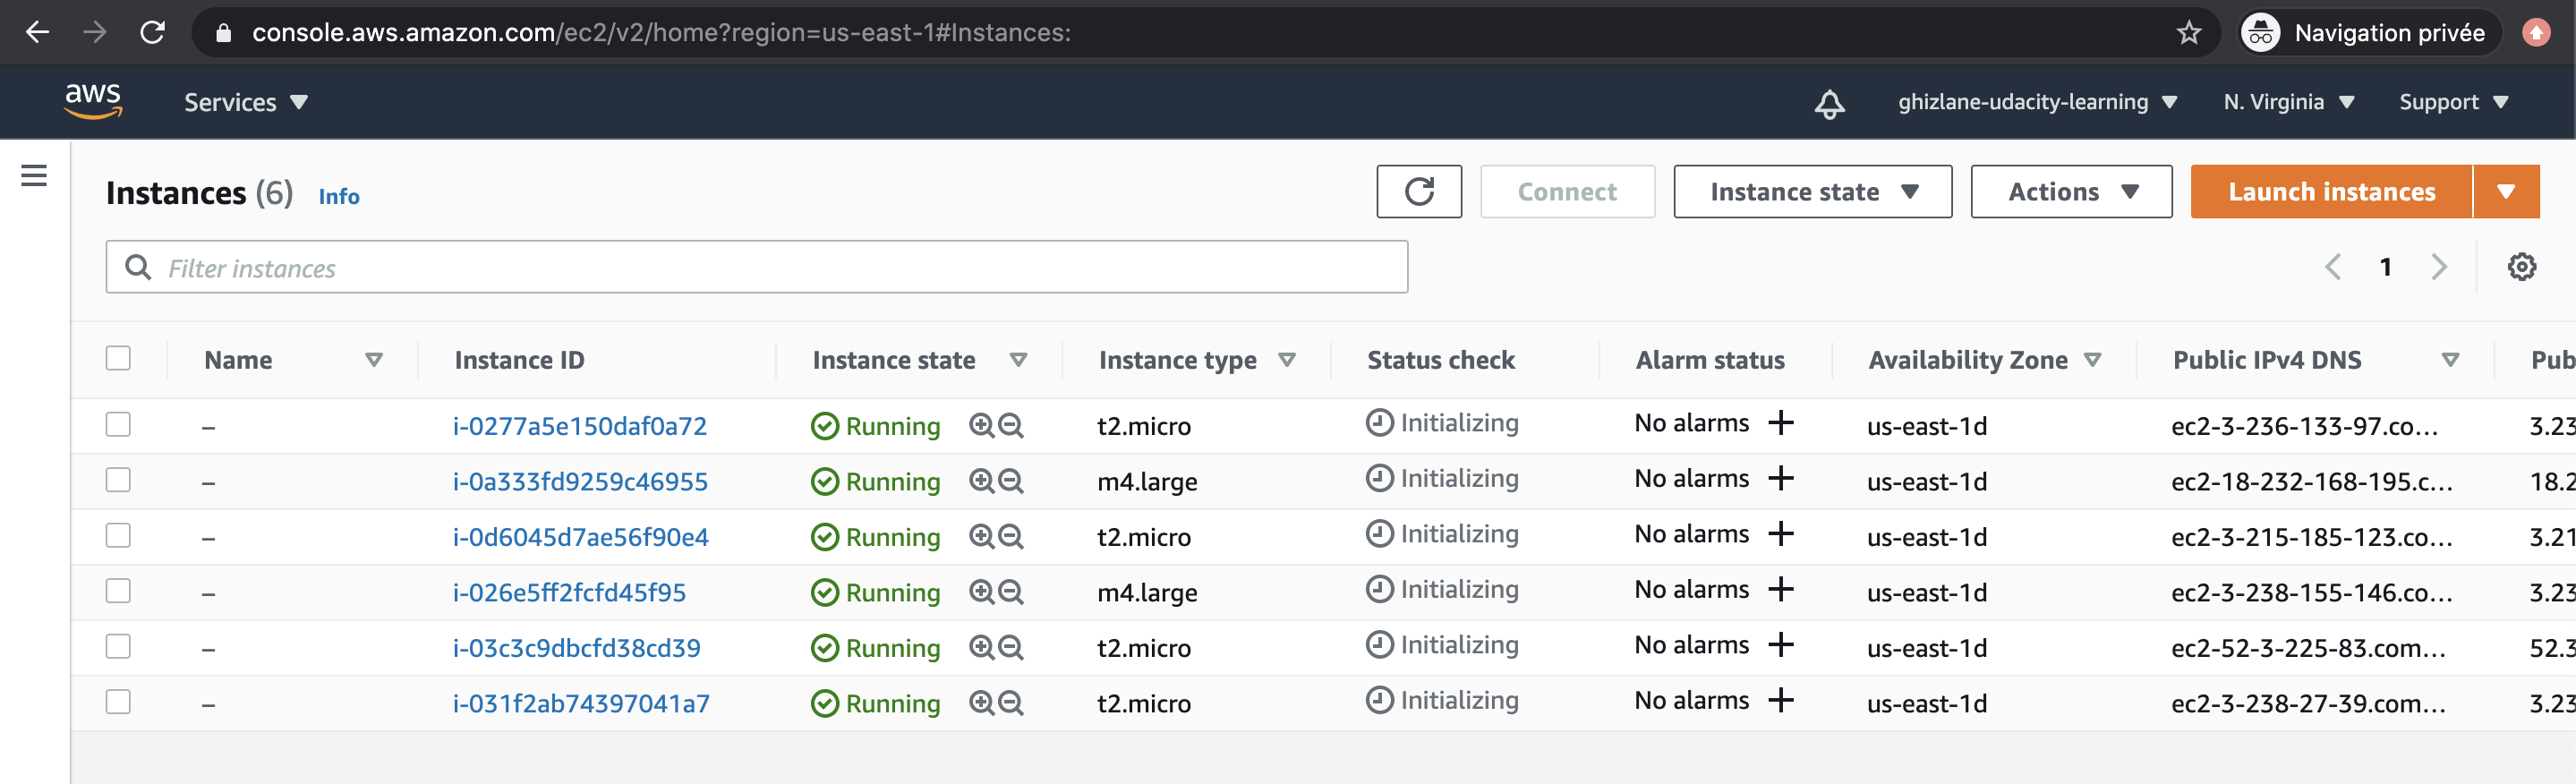 console.aws.amazon.com/ec2/v2/home?region=us-east-1#Instances: Navigation privée
aws Services ghizlane-udacity-learning N. Virginia Support
Instances (6) Info Connect Instance state Actions Launch instances
Filter instances 1
Name Instance ID Instance state Instance type Status check Alarm status Availability Zone Public IPv4 DNS Pub
– i-0277a5e150daf0a72 Running t2.micro Initializing No alarms + us-east-1d ec2-3-236-133-97.co... 3.23
– i-0a333fd9259c46955 Running m4.large Initializing No alarms + us-east-1d ec2-18-232-168-195.c... 18.2
– i-0d6045d7ae56f90e4 Running t2.micro Initializing No alarms + us-east-1d ec2-3-215-185-123.co... 3.21
– i-026e5ff2fcfd45f95 Running m4.large Initializing No alarms + us-east-1d ec2-3-238-155-146.co... 3.23
– i-03c3c9dbcfd38cd39 Running t2.micro Initializing No alarms + us-east-1d ec2-52-3-225-83.com... 52.3
– i-031f2ab74397041a7 Running t2.micro Initializing No alarms + us-east-1d ec2-3-238-27-39.com... 3.23